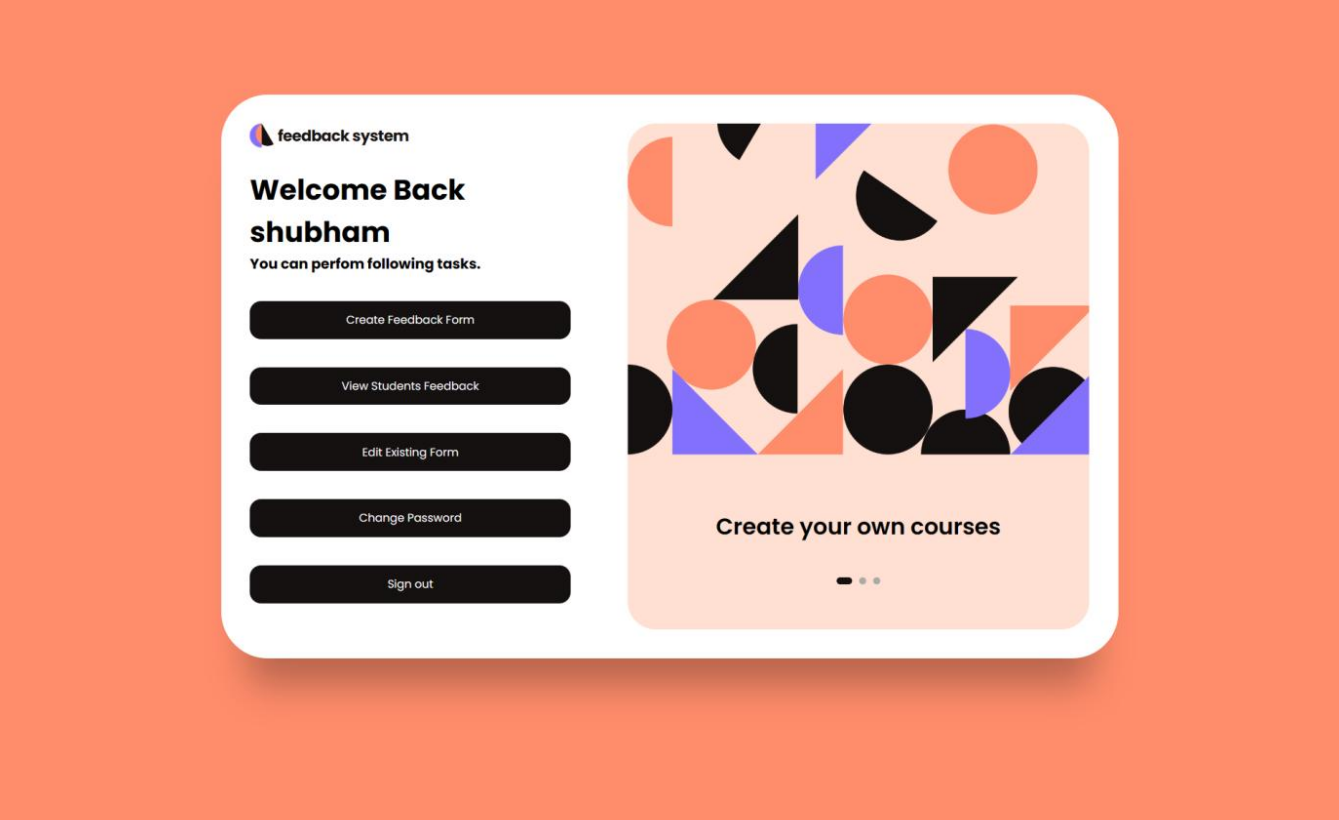 feedback system
Welcome Back
shubham
You can perfom following tasks.
Create Feedback Form
View Students Feedback
Edit Existing Form
Change Password
Sign out
Create your own courses